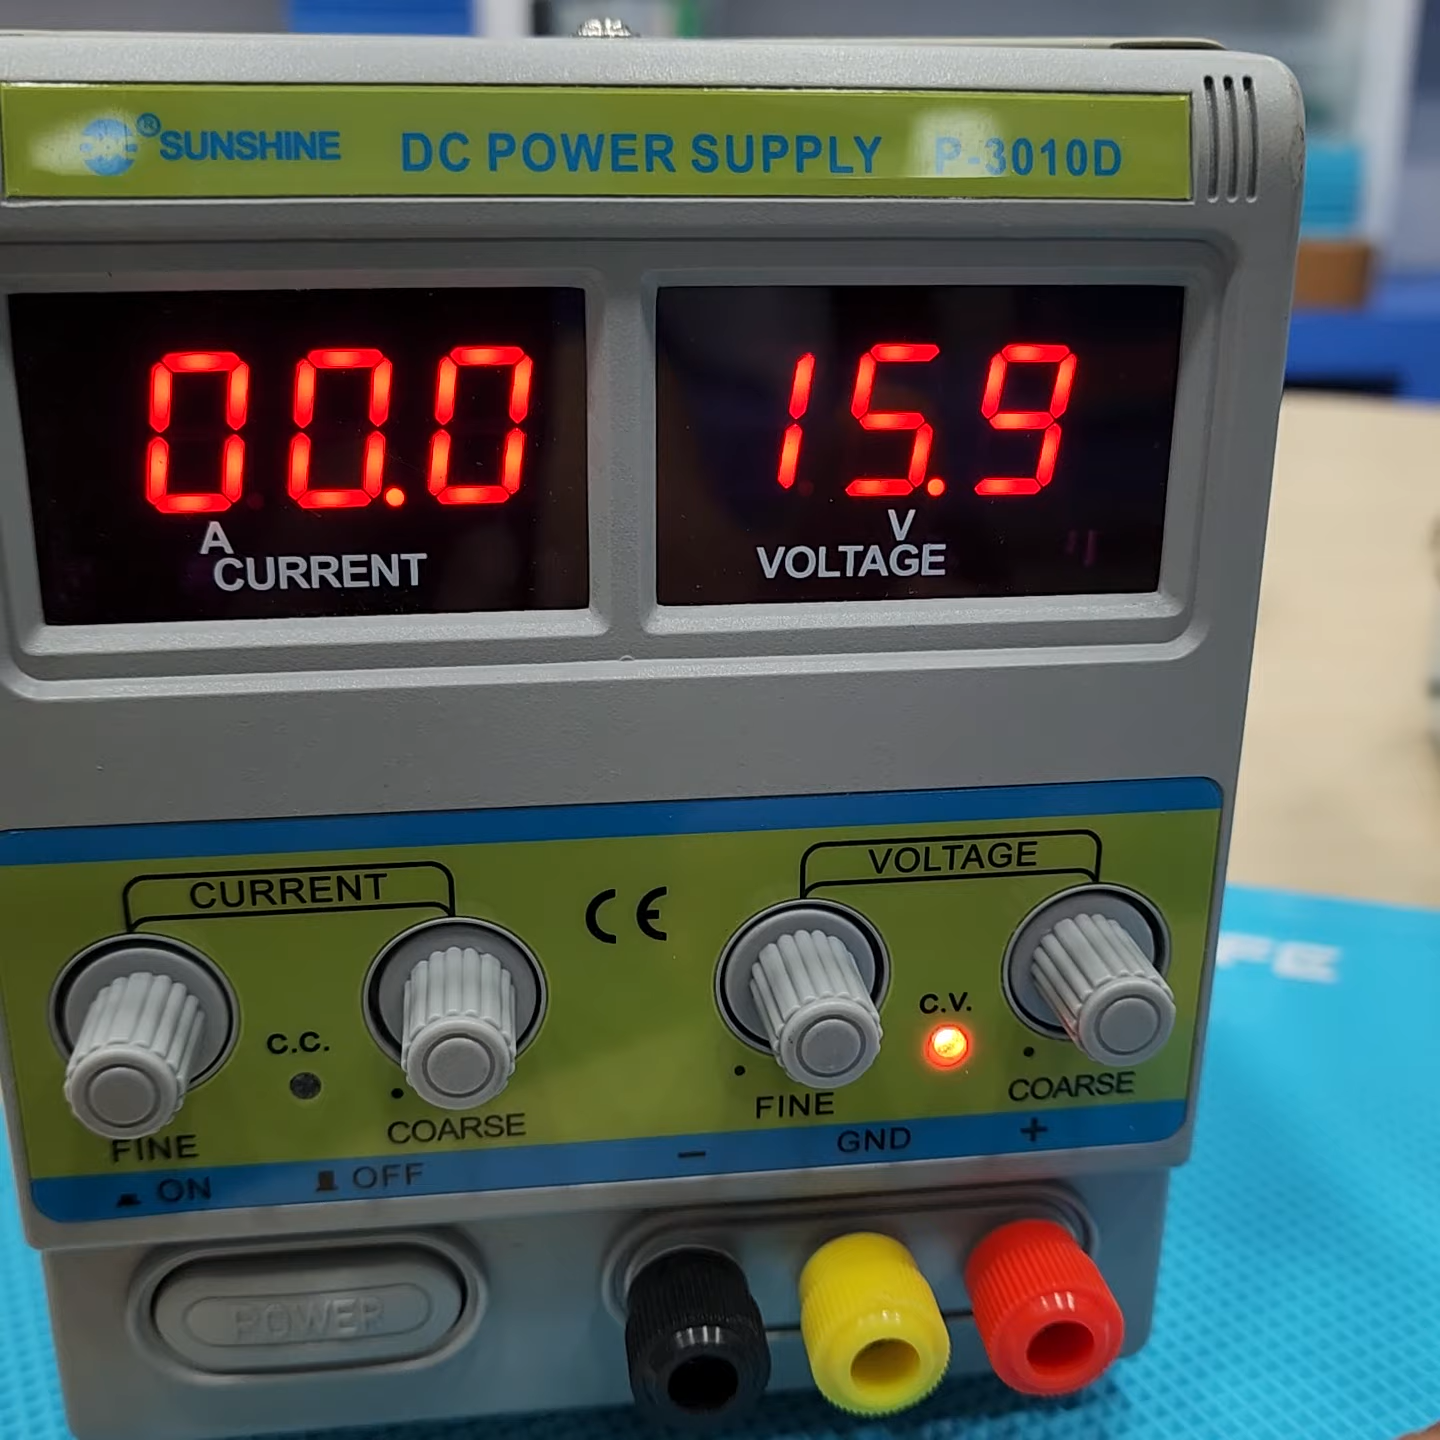 ® SUNSHINE DC POWER SUPPLY P-3010D
00.0 15.9
A V
CURRENT VOLTAGE
CURRENT CE VOLTAGE
C.C. C.V.
FINE COARSE FINE COARSE
ON OFF - GND +
POWER
FE